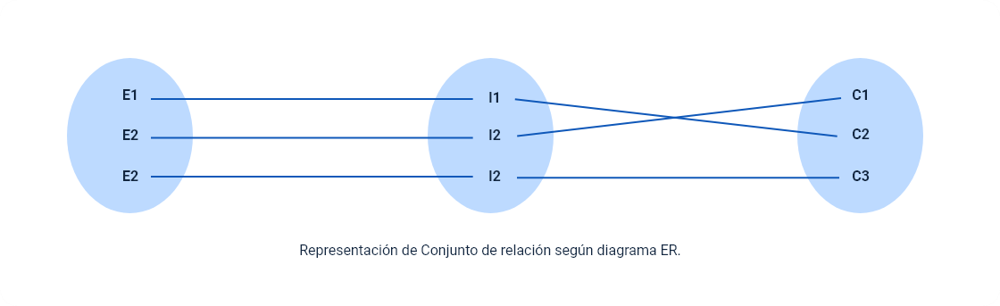 E1 I1 C1
E2 I2 C2
E2 I2 C3
Representación de Conjunto de relación según diagrama ER.